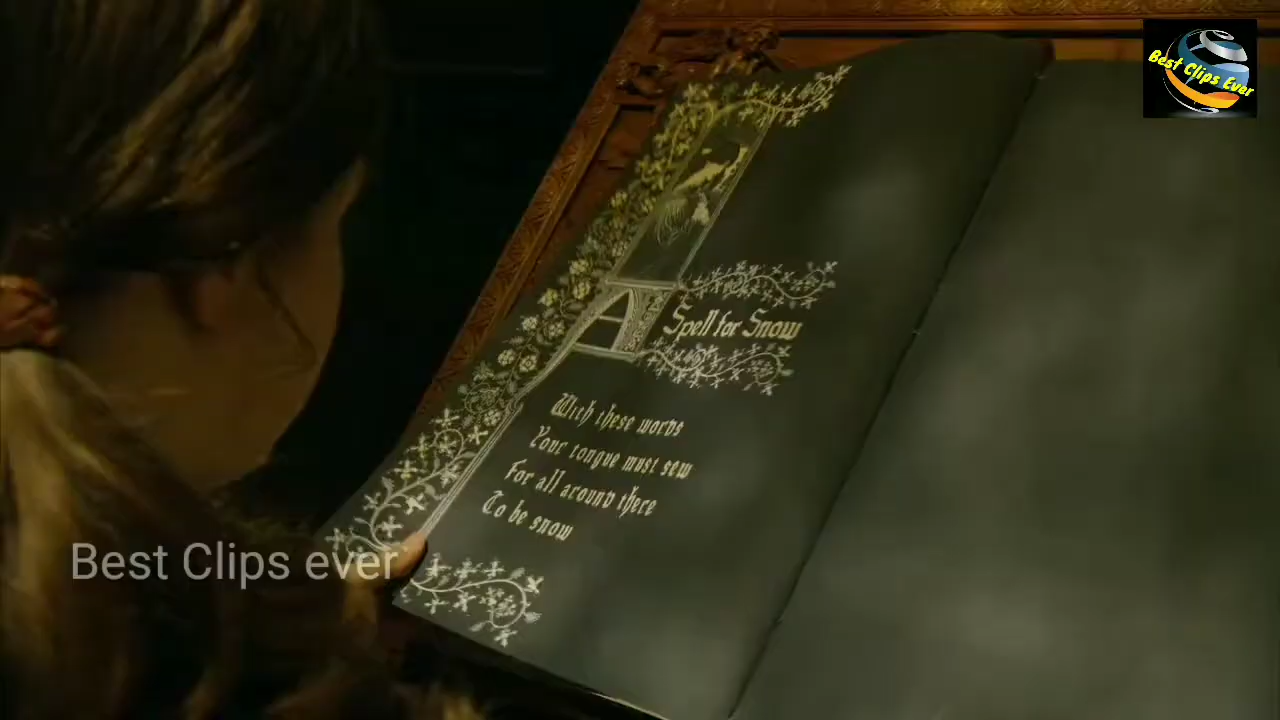 Best Clips Ever
A
Spell for Snow
With these words
Your tongue must sew
For all around there
To be snow
Best Clips ever